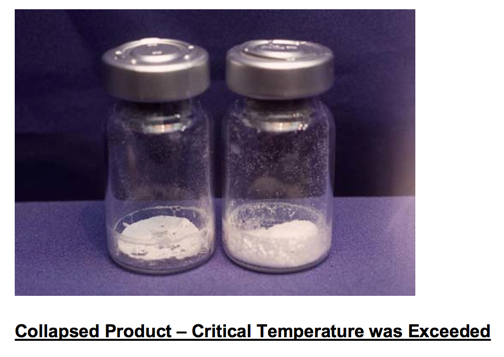 Collapsed Product – Critical Temperature was Exceeded